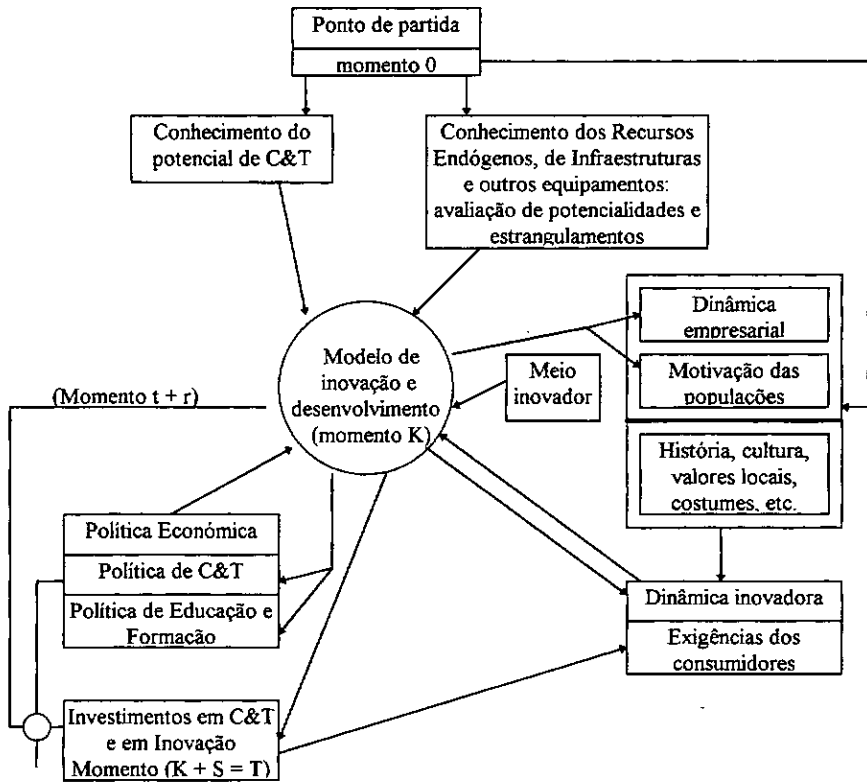 Ponto de partida
momento 0
Conhecimento do
potencial de C&T
Conhecimento dos Recursos
Endógenos, de Infraestruturas
e outros equipamentos:
avaliação de potencialidades e
estrangulamentos
Modelo de
inovação e
desenvolvimento
(momento K)
Meio
inovador
Dinâmica
empresarial
Motivação das
populações
História, cultura,
valores locais,
costumes, etc.
(Momento t + r)
Política Económica
Política de C&T
Política de Educação e
Formação
Dinâmica inovadora
Exigências dos
consumidores
Investimentos em C&T
e em Inovação
Momento (K + S = T)